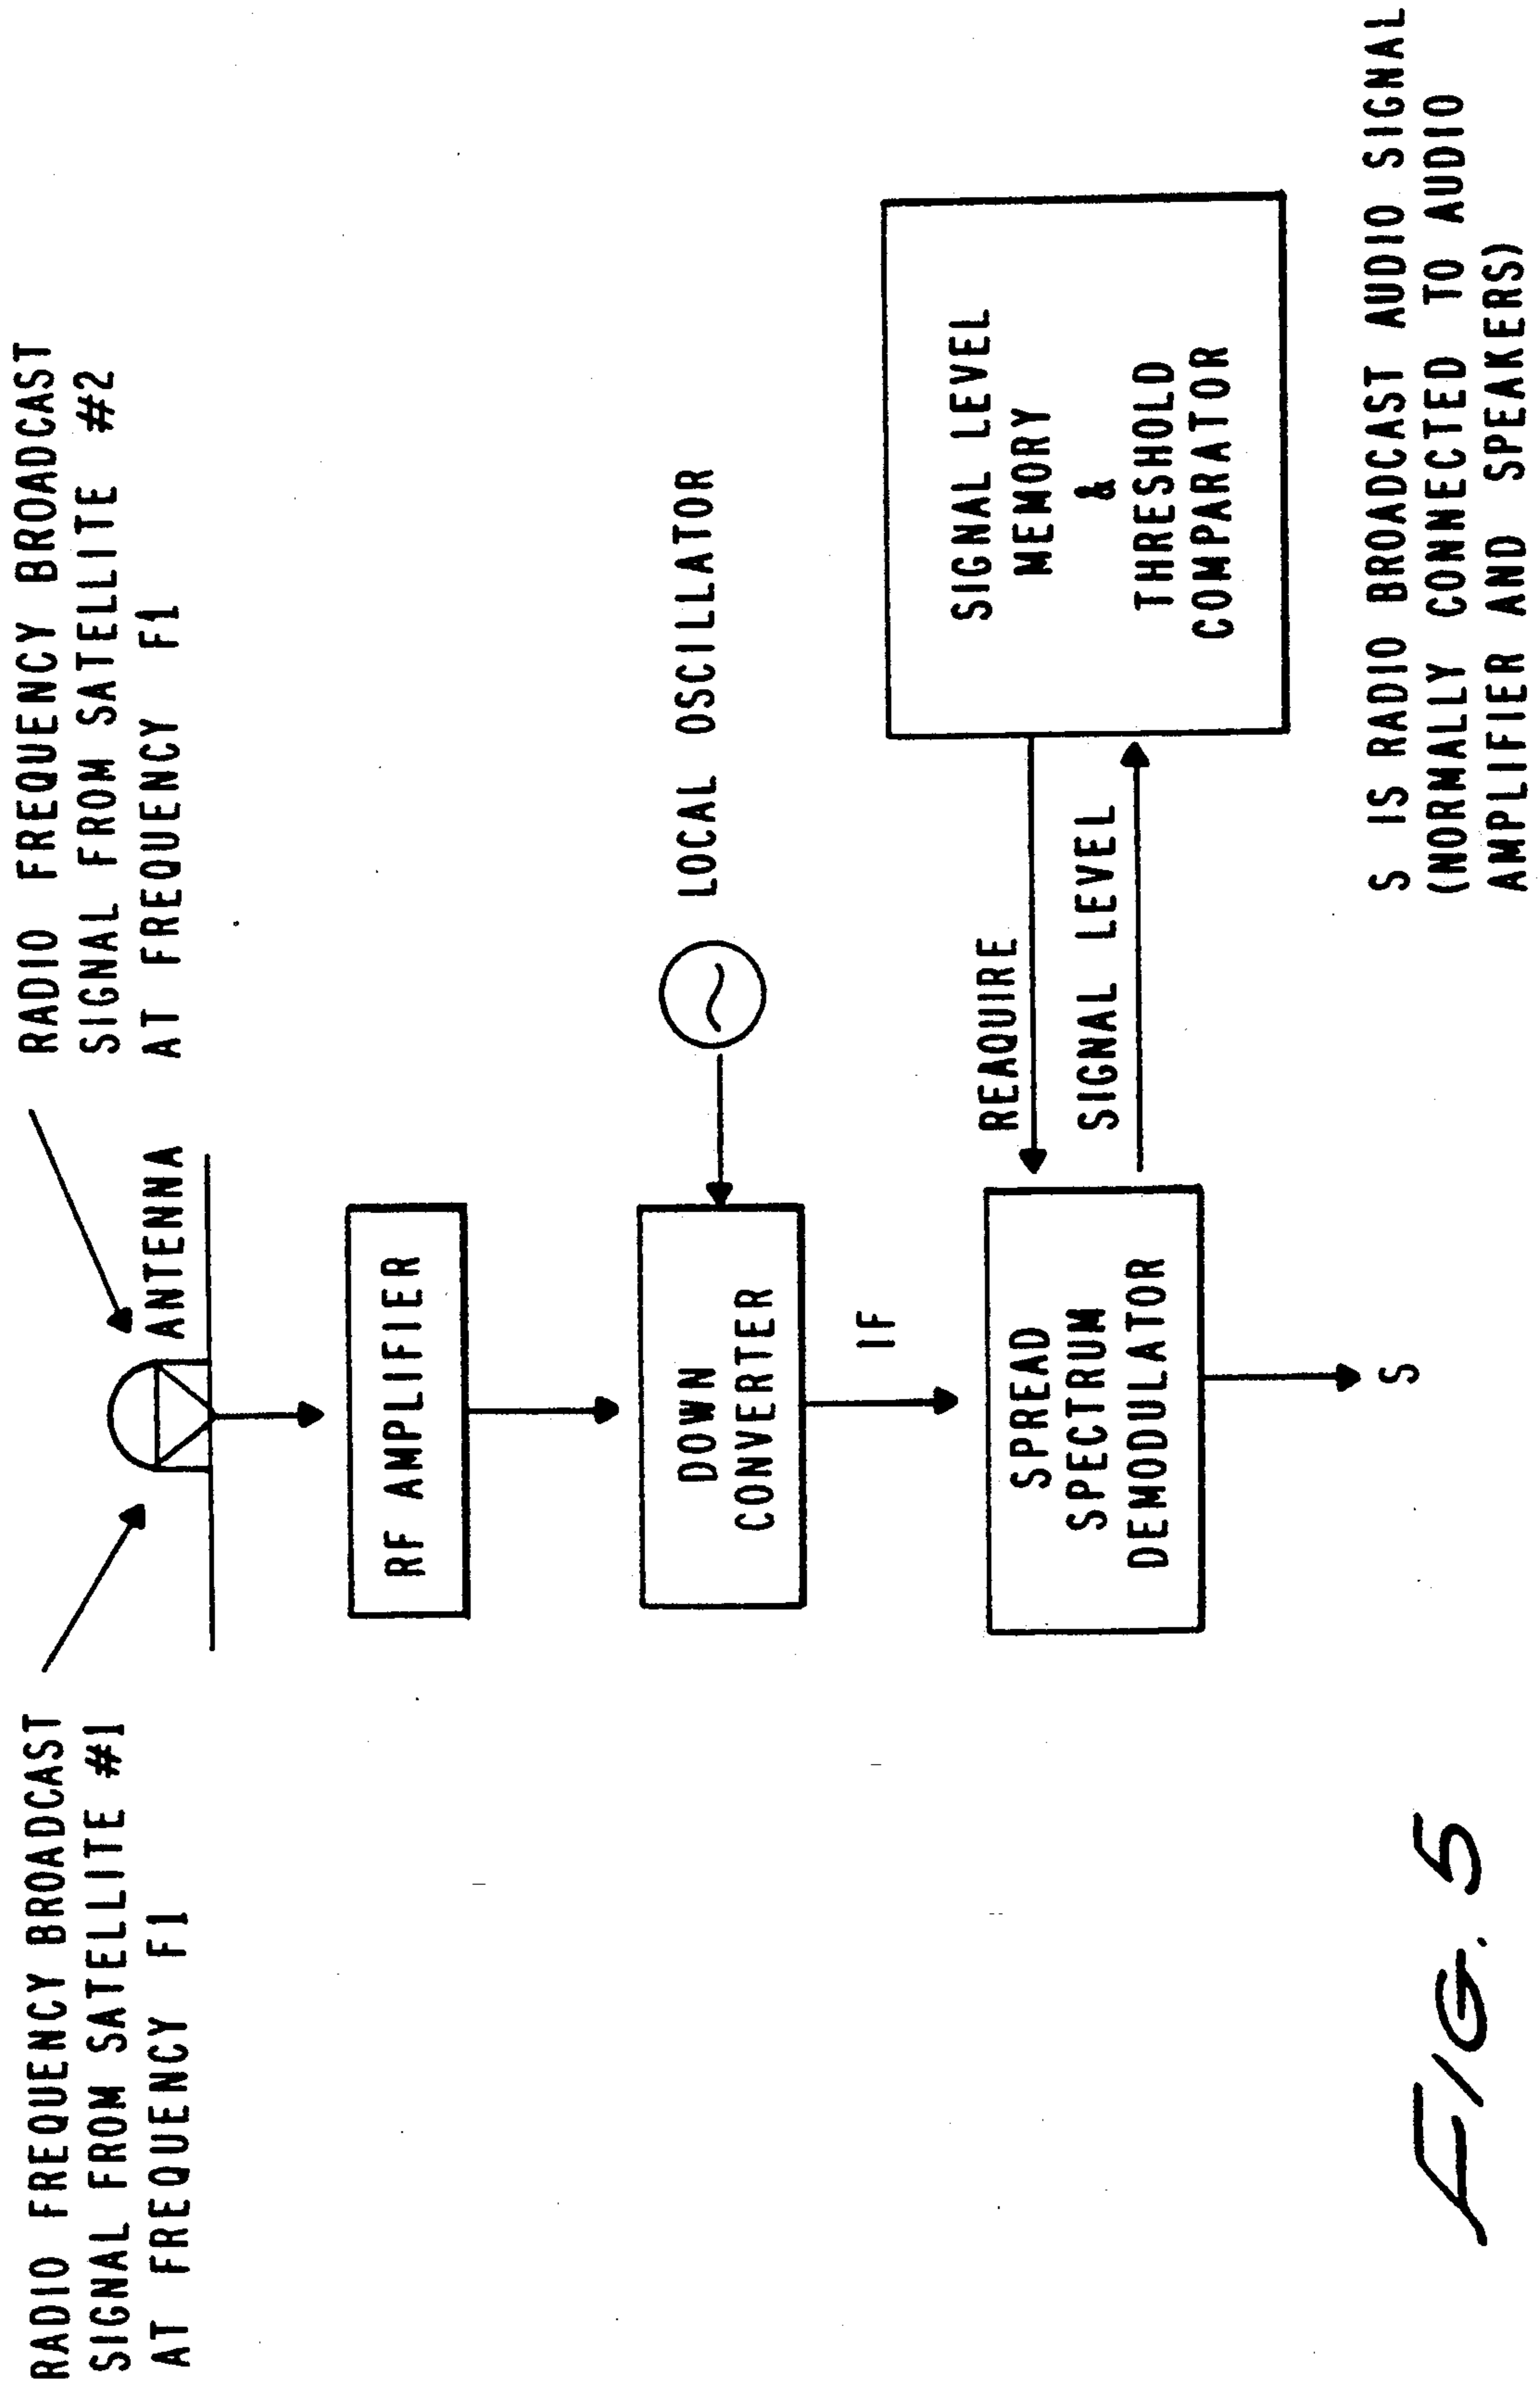 RADIO FREQUENCY BROADCAST
SIGNAL FROM SATELLITE #1
AT FREQUENCY F1
RADIO FREQUENCY BROADCAST
SIGNAL FROM SATELLITE #2
AT FREQUENCY F1
ANTENNA
RF AMPLIFIER
DOWN
CONVERTER
LOCAL OSCILLATOR
IF
SPREAD
SPECTRUM
DEMODULATOR
REAQUIRE
SIGNAL LEVEL
SIGNAL LEVEL
MEMORY
&
THRESHOLD
COMPARATOR
S
S IS RADIO BROADCAST AUDIO SIGNAL
(NORMALLY CONNECTED TO AUDIO
AMPLIFIER AND SPEAKERS)
FIG. 5